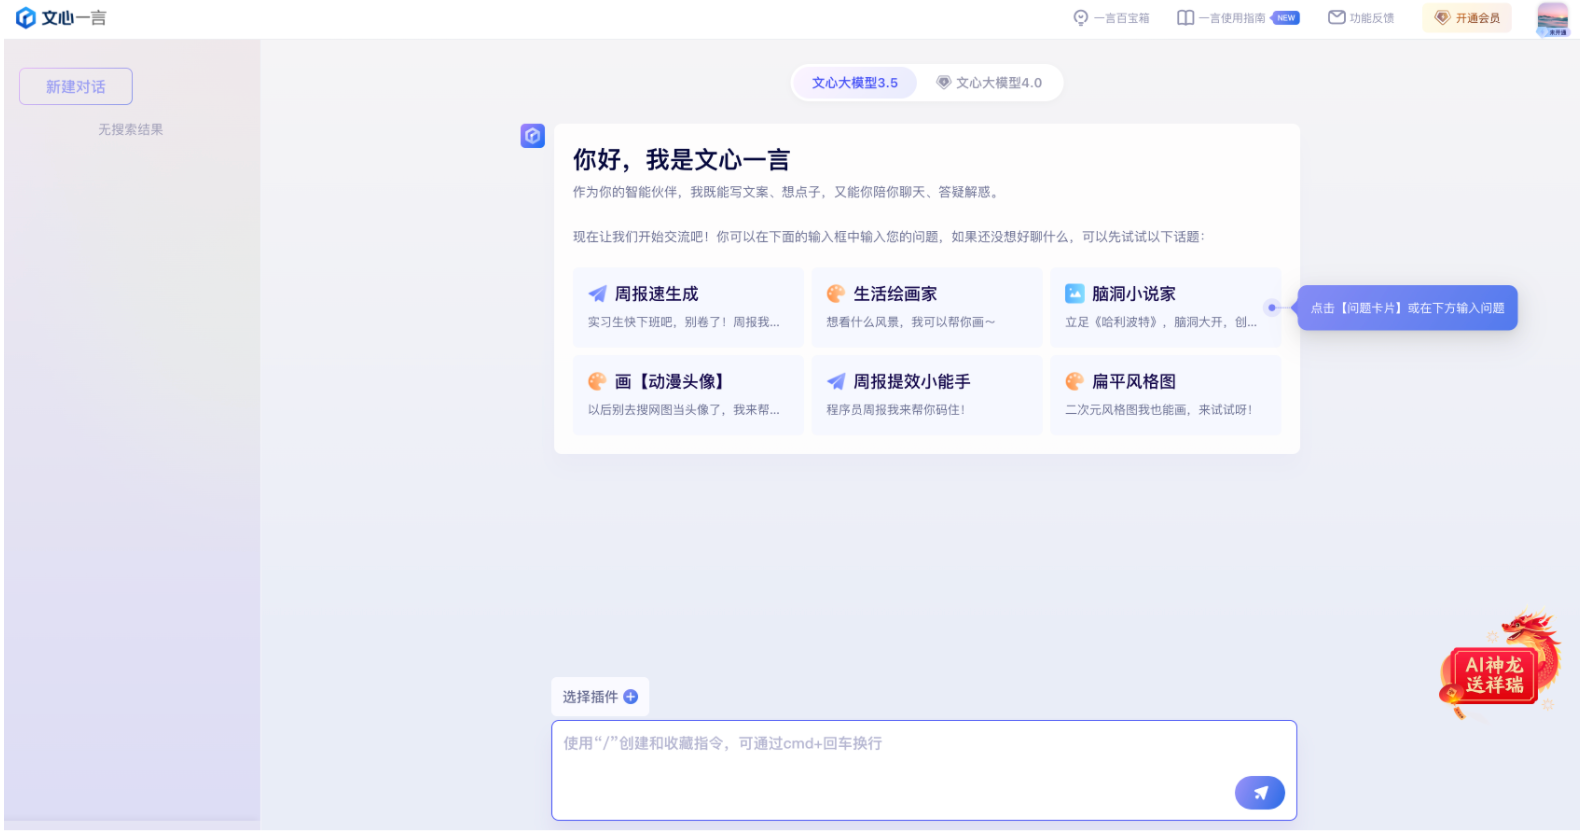 文心一言
一言百宝箱
一言使用指南 NEW
功能反馈
开通会员
未开通
新建对话
无搜索结果
文心大模型3.5
文心大模型4.0
你好，我是文心一言
作为你的智能伙伴，我既能写文案、想点子，又能你陪你聊天、答疑解惑。
现在让我们开始交流吧！你可以在下面的输入框中输入您的问题，如果还没想好聊什么，可以先试试以下话题：
周报速生成
实习生快下班吧，别卷了！周报我...
生活绘画家
想看什么风景，我可以帮你画～
脑洞小说家
立足《哈利波特》，脑洞大开，创...
点击【问题卡片】或在下方输入问题
画【动漫头像】
以后别去搜网图当头像了，我来帮...
周报提效小能手
程序员周报我来帮你码住！
扁平风格图
二次元风格图我也能画，来试试呀！
AI神龙
送祥瑞
选择插件
使用“/”创建和收藏指令，可通过cmd+回车换行